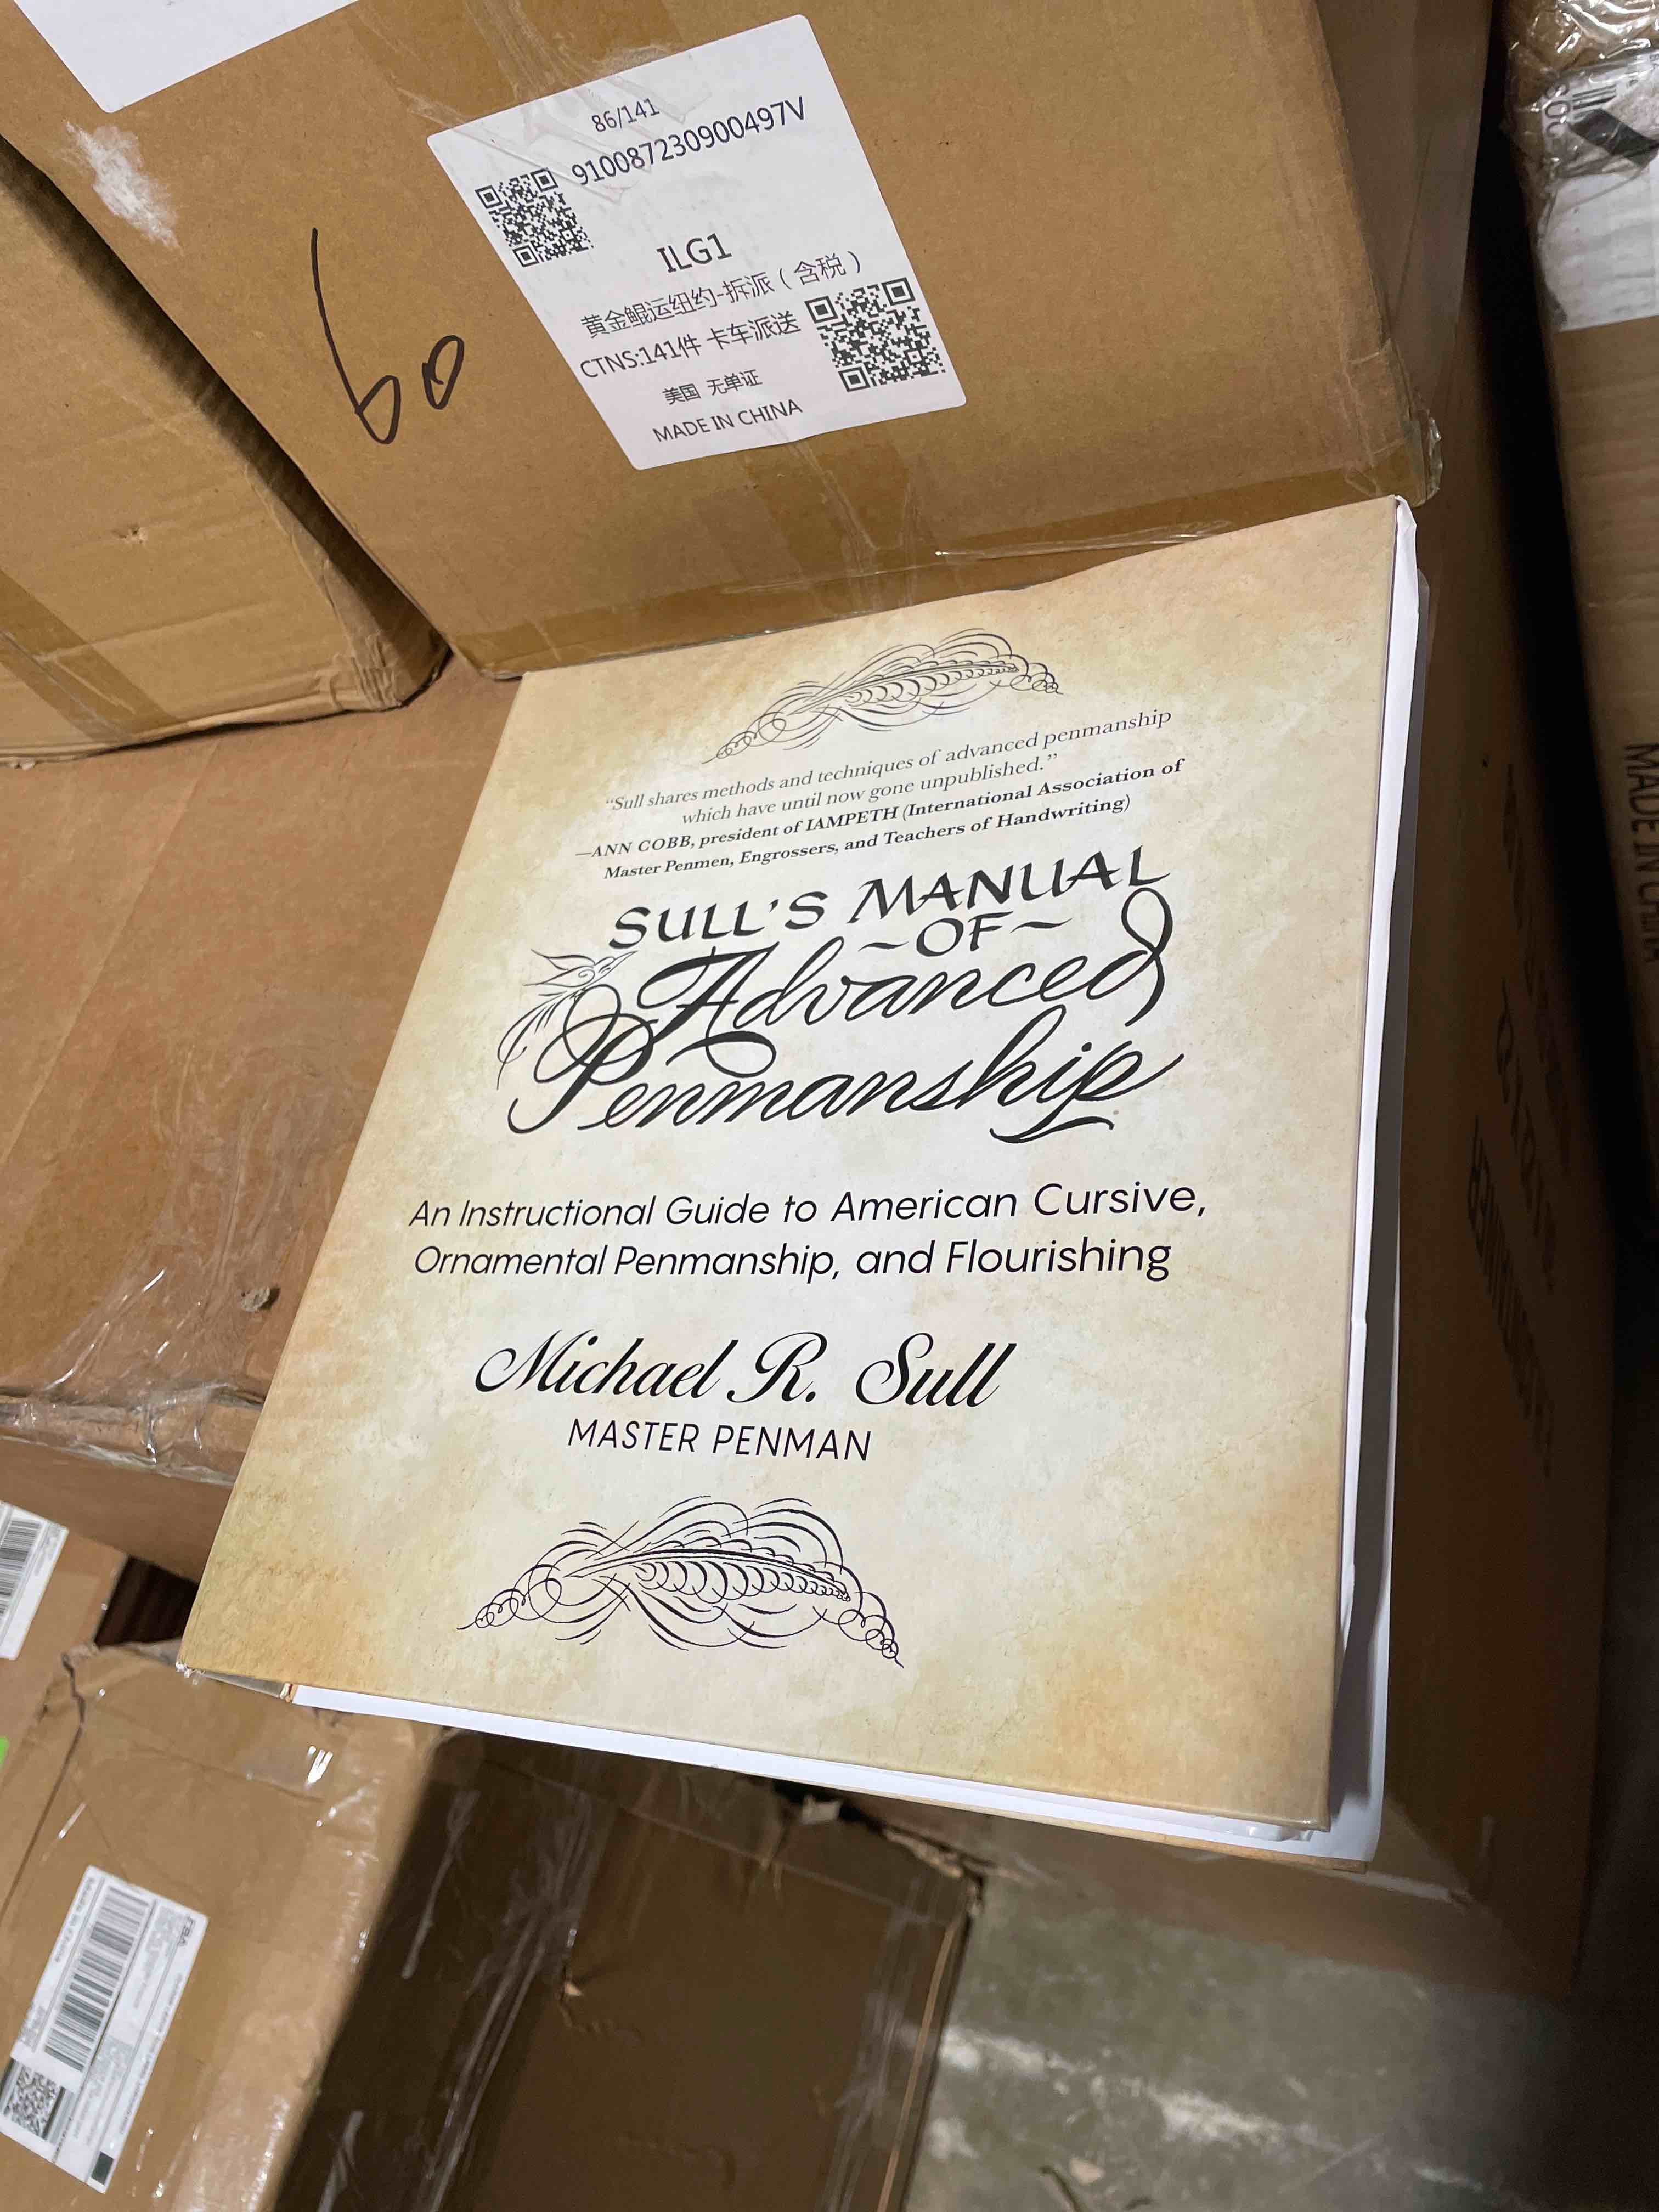 86/141
910087230900497V
ILG1
黄金鲲运纽约-拆派（含税）
CTNS:141件 卡车派送
美国 无单证
MADE IN CHINA
60
“Sull shares methods and techniques of advanced penmanship
which have until now gone unpublished.”
—ANN COBB, president of IAMPETH (International Association of
Master Penmen, Engrossers, and Teachers of Handwriting)
SULL’S MANUAL
~OF~
Advanced
Penmanship
An Instructional Guide to American Cursive,
Ornamental Penmanship, and Flourishing
Michael R. Sull
MASTER PENMAN
MADE IN CHINA
FBA